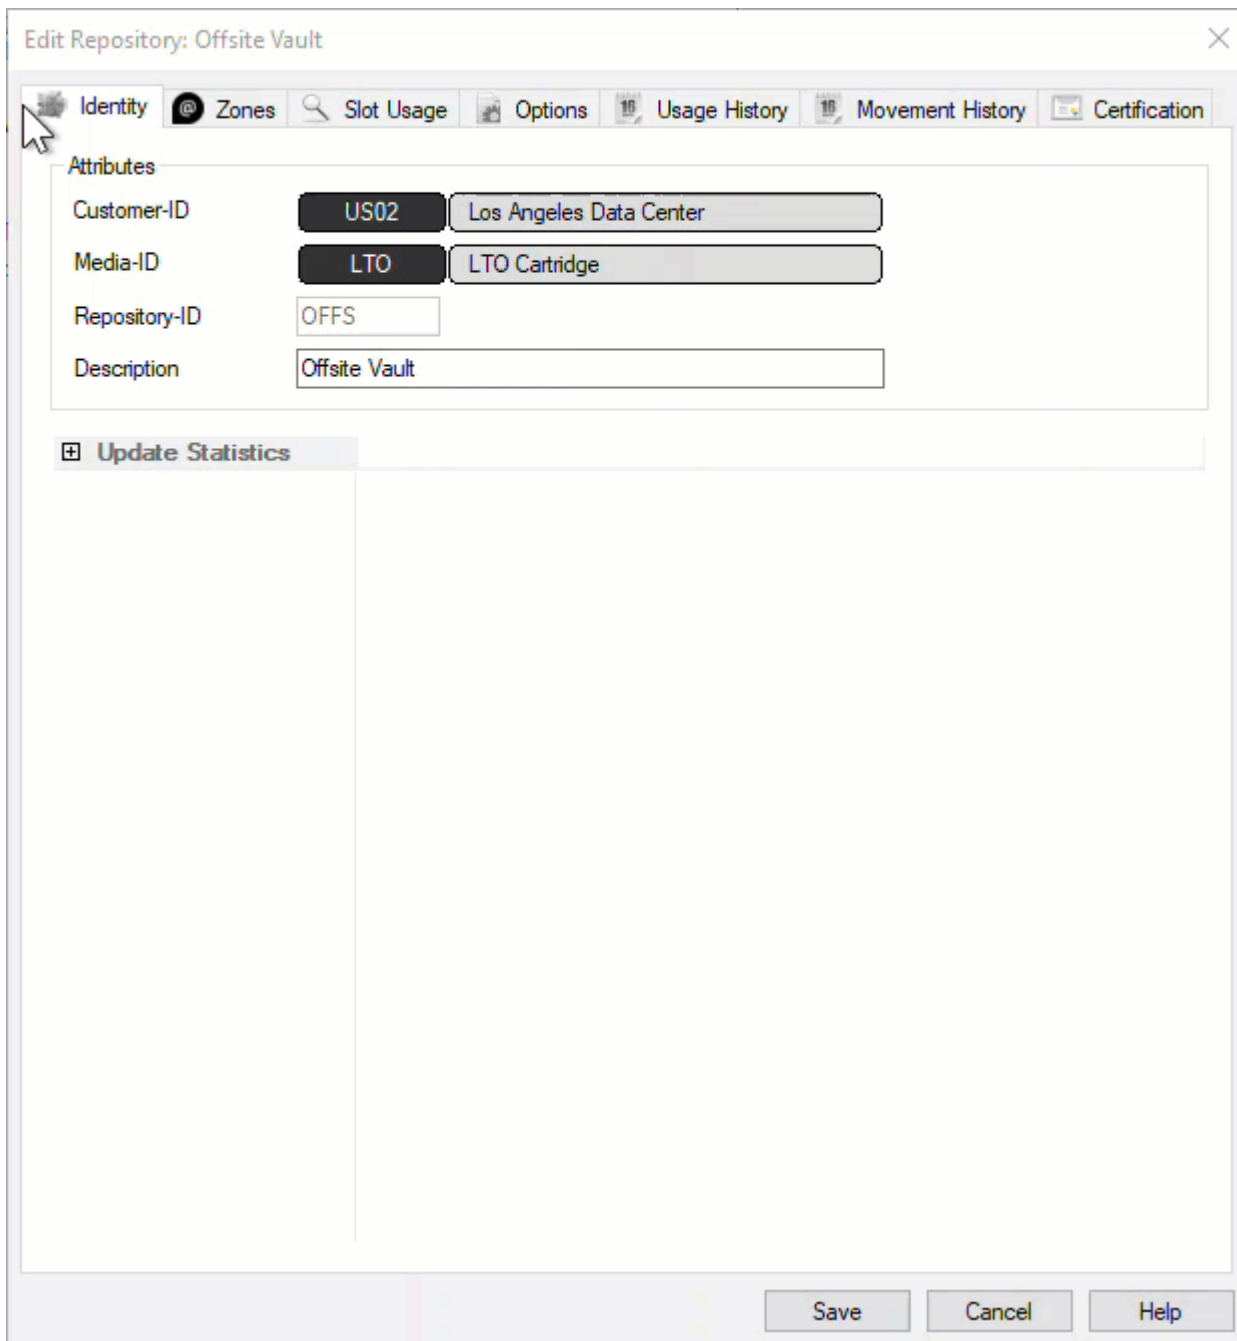 Edit Repository: Offsite Vault
Identity Zones Slot Usage Options 16 Usage History 16 Movement History Certification
Attributes
Customer-ID US02 Los Angeles Data Center
Media-ID LTO LTO Cartridge
Repository-ID OFFS
Description Offsite Vault
Update Statistics
Save Cancel Help